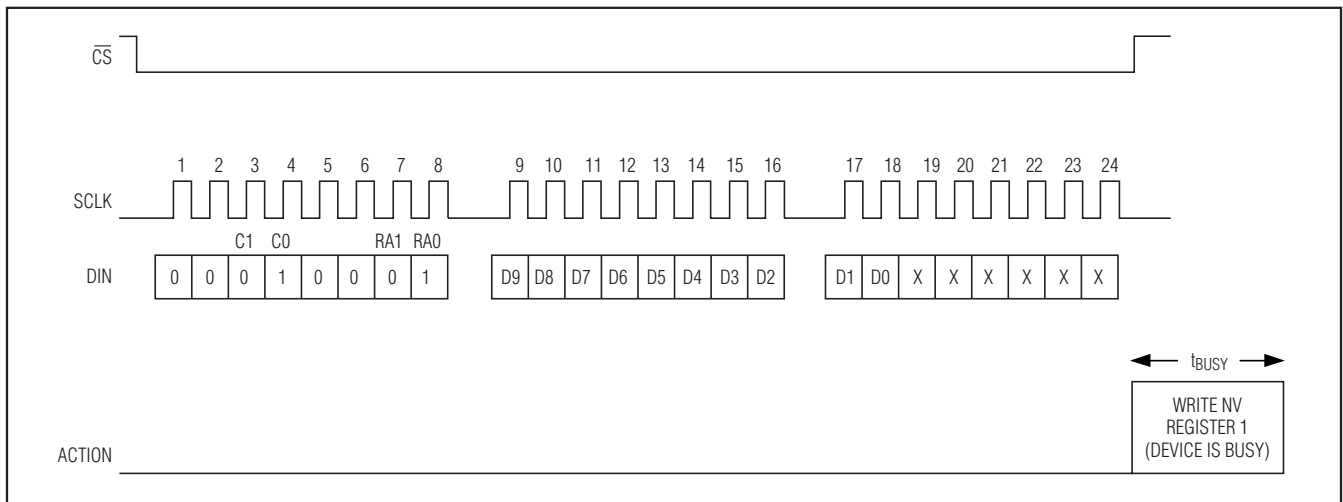 CS
1 2 3 4 5 6 7 8 9 10 11 12 13 14 15 16 17 18 19 20 21 22 23 24
SCLK
C1 C0 RA1 RA0
DIN 0 0 0 1 0 0 0 1 D9 D8 D7 D6 D5 D4 D3 D2 D1 D0 X X X X X X
tBUSY
WRITE NV
REGISTER 1
(DEVICE IS BUSY)
ACTION